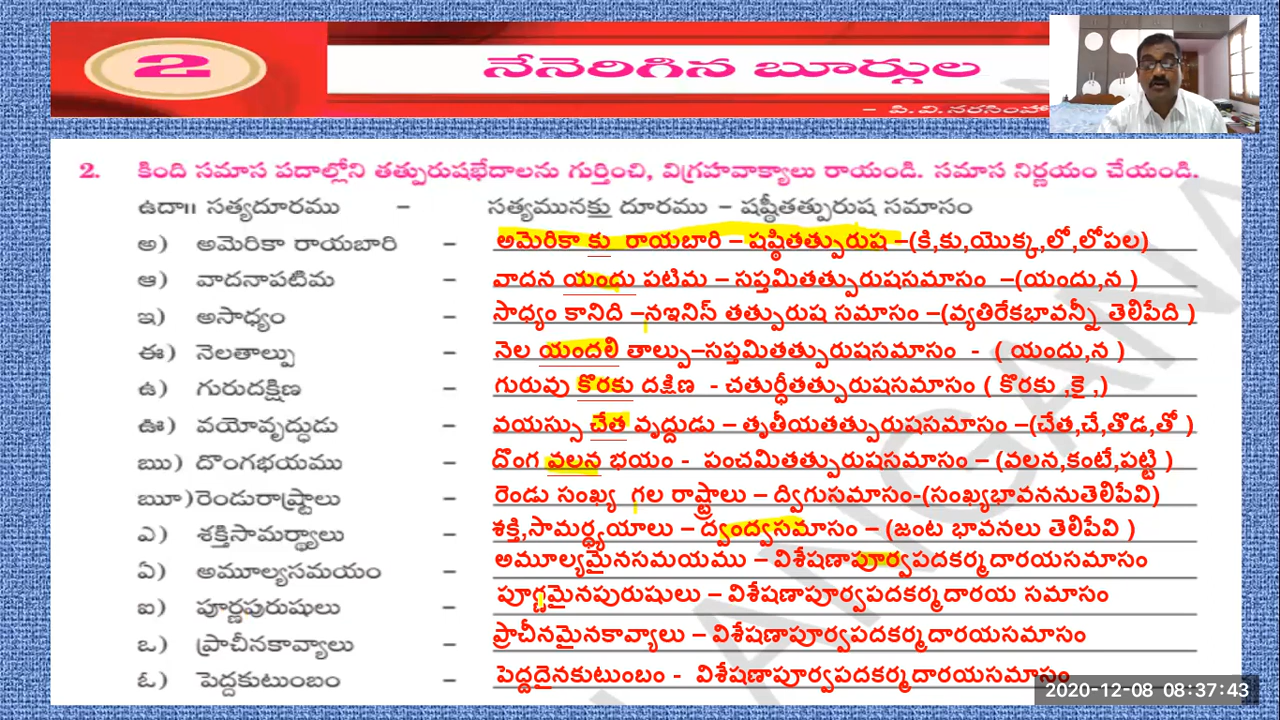 2
నేనెరిగిన బూర్గుల
– పి.వి.నరసింహా
2. కింది సమాస పదాల్లోని తత్పురుషభేదాలను గుర్తించి, విగ్రహవాక్యాలు రాయండి. సమాస నిర్ణయం చేయండి.
ఉదా॥ సత్యదూరము – సత్యమునకు దూరము – షష్ఠీతత్పురుష సమాసం
అ) అమెరికా రాయబారి – అమెరికా కు రాయబారి – షష్ఠితత్పురుష –(కి,కు,యొక్క,లో,లోపల)
ఆ) వాదనాపటిమ – వాదన యందు పటిమ – సప్తమితత్పురుషసమాసం –(యందు,న )
ఇ) అసాధ్యం – సాధ్యం కానిది –నఇనిస్ తత్పురుష సమాసం –(వ్యతిరేకభావన్నీ తెలిపేది )
ఈ) నెలతాల్పు – నెల యందలి తాల్పు–సప్తమితత్పురుషసమాసం - ( యందు,న )
ఉ) గురుదక్షిణ – గురువు కొరకు దక్షిణ - చతుర్ధీతత్పురుషసమాసం ( కొరకు ,కై ,)
ఊ) వయోవృద్ధుడు – వయస్సు చేత వృద్దుడు – తృతీయతత్పురుషసమాసం –(చేత,చే,తోడ,తో )
ఋ) దొంగభయము – దొంగ వలన భయం - పంచమితత్పురుషసమాసం – (వలన,కంటే,పట్టి )
ౠ) రెండురాష్ట్రాలు – రెండు సంఖ్య గల రాష్ట్రాలు – ద్విగుసమాసం-(సంఖ్యభావననుతెలిపేవి)
ఎ) శక్తిసామర్థ్యాలు – శక్తి,సామర్థ్యయాలు – ద్వంద్వసమాసం – (జంట భావనలు తెలిపేవి )
ఏ) అమూల్యసమయం – అమూల్యమైనసమయము – విశేషణాపూర్వపదకర్మదారయసమాసం
ఐ) పూర్ణపురుషులు – పూర్ణమైనపురుషులు – విశేషణాపూర్వపదకర్మదారయ సమాసం
ఒ) ప్రాచీనకావ్యాలు – ప్రాచీనమైనకావ్యాలు – విశేషణాపూర్వపదకర్మదారయసమాసం
ఓ) పెద్దకుటుంబం – పెద్దదైనకుటుంబం - విశేషణాపూర్వపదకర్మదారయసమాసం
2020-12-08 08:37:43